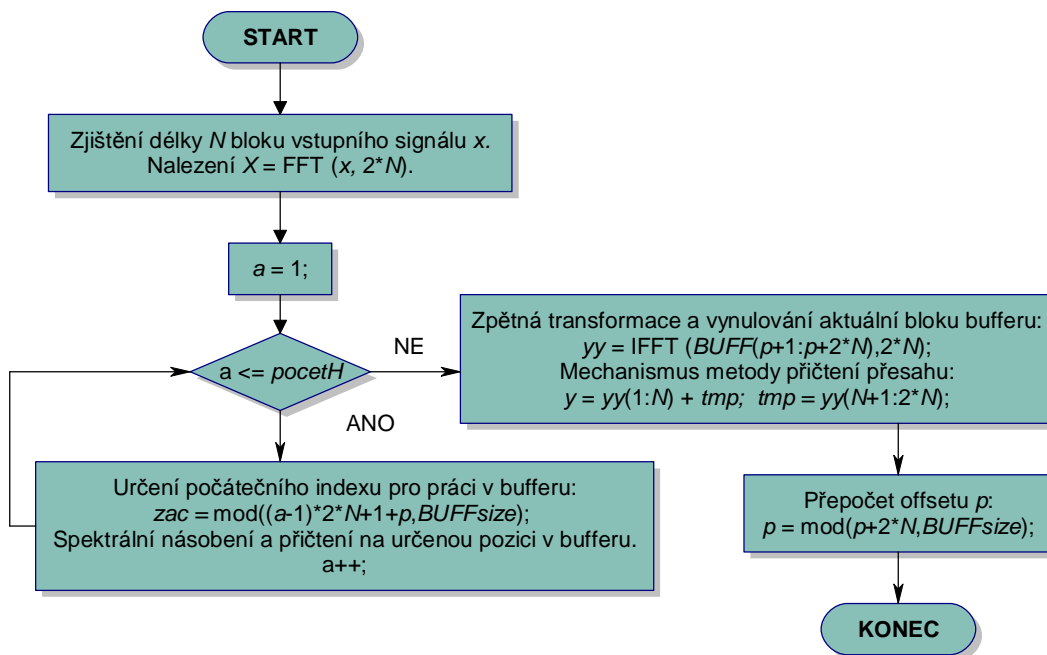 START
Zjištění délky N bloku vstupního signálu x.
Nalezení X = FFT (x, 2*N).
a = 1;
a <= pocetH
NE
ANO
Určení počátečního indexu pro práci v bufferu:
zac = mod((a-1)*2*N+1+p,BUFFsize);
Spektrální násobení a přičtení na určenou pozici v bufferu.
a++;
Zpětná transformace a vynulování aktuální bloku bufferu:
yy = IFFT (BUFF(p+1:p+2*N),2*N);
Mechanismus metody přičtení přesahu:
y = yy(1:N) + tmp; tmp = yy(N+1:2*N);
Přepočet offsetu p:
p = mod(p+2*N,BUFFsize);
KONEC